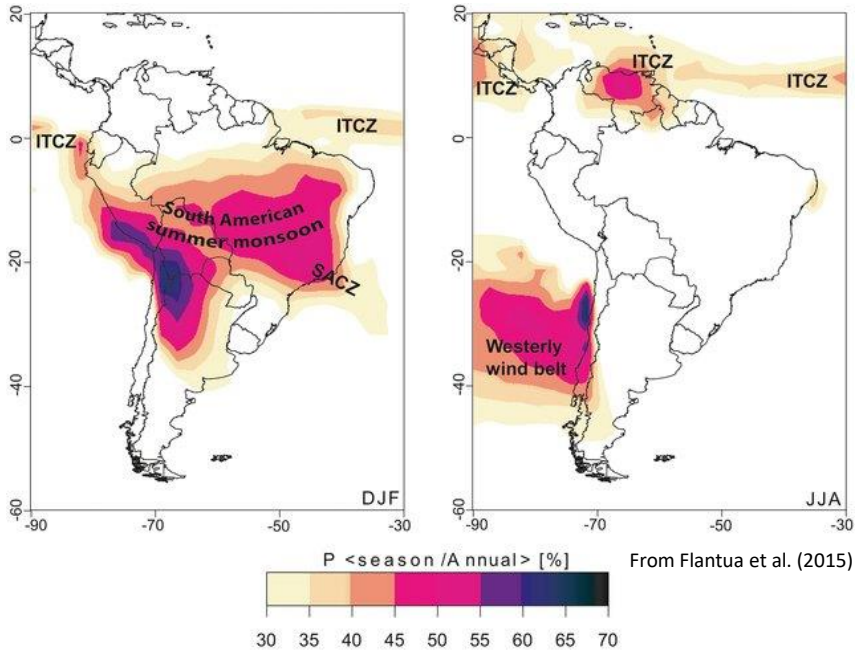 20
0
-20
-40
-60
-90
-70
-50
-30
ITCZ
ITCZ
South American
summer monsoon
SACZ
DJF
ITCZ
ITCZ
ITCZ
Westerly
wind belt
JJA
-90
-70
-50
-30
20
0
-20
-40
-60
P <season /A nnual> [%]
From Flantua et al. (2015)
30 35 40 45 50 55 60 65 70